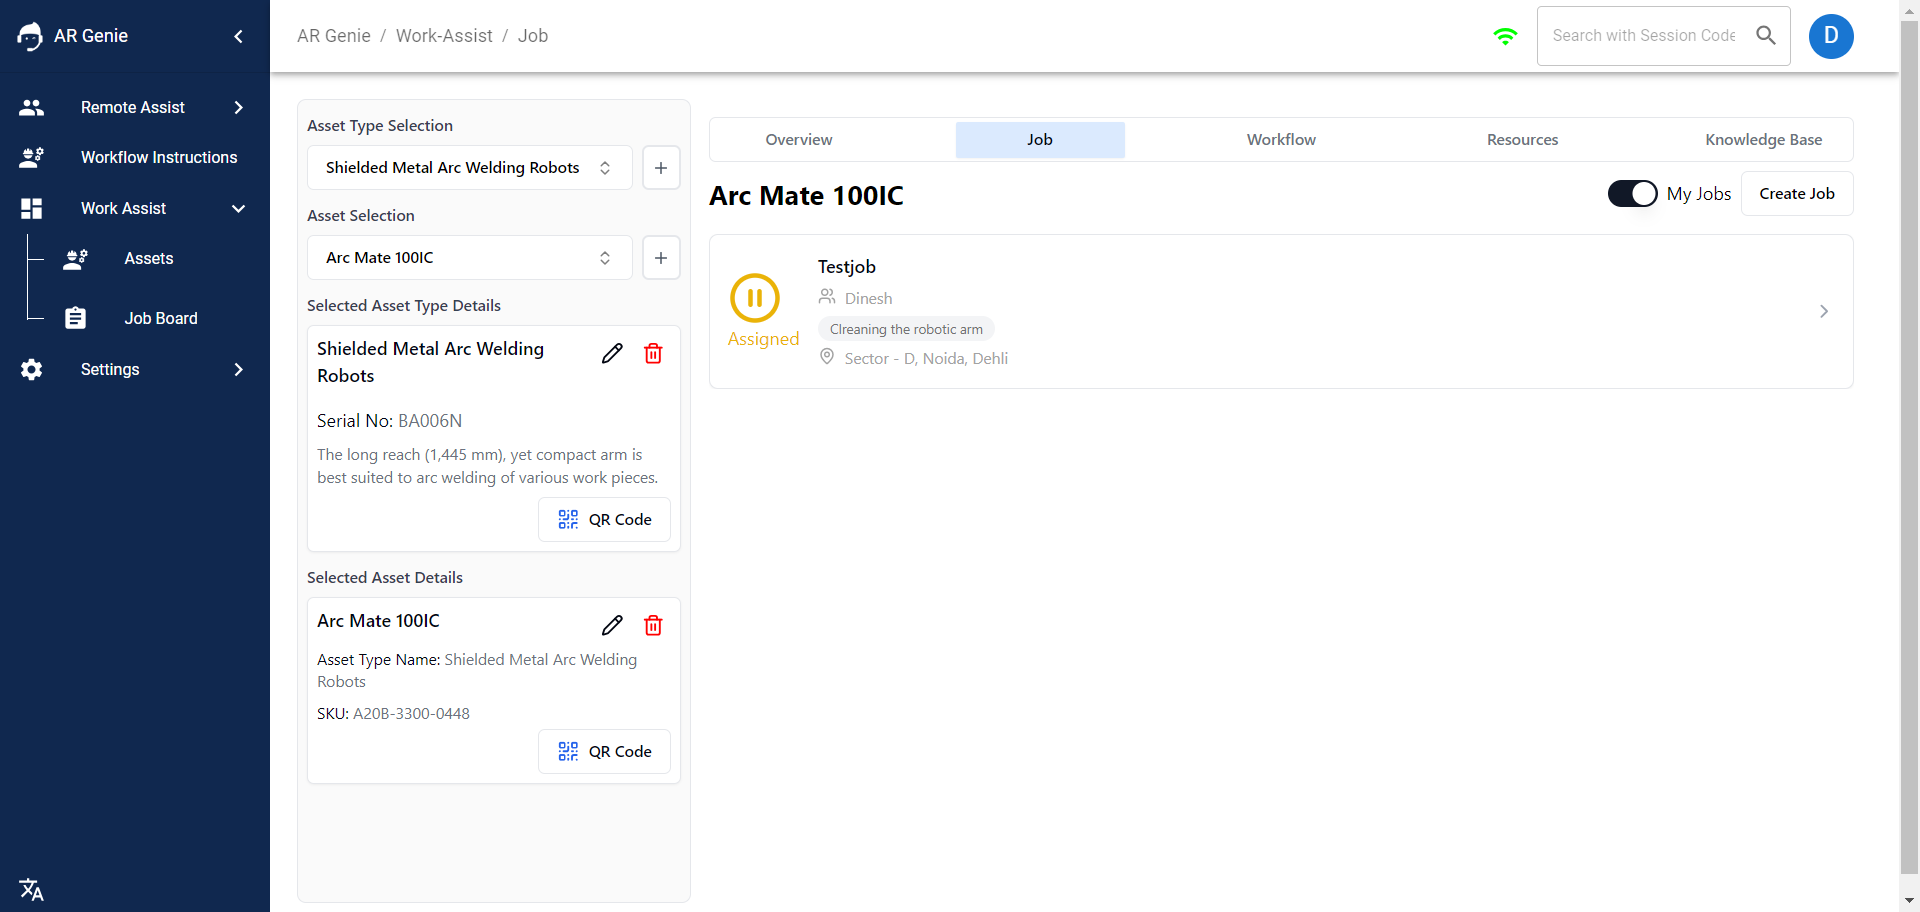 AR Genie
Remote Assist
Workflow Instructions
Work Assist
Assets
Job Board
Settings
AR Genie / Work-Assist / Job
Search with Session Code
D
Asset Type Selection
Shielded Metal Arc Welding Robots
+
Asset Selection
Arc Mate 100IC
+
Selected Asset Type Details
Shielded Metal Arc Welding
Robots
Serial No: BA006N
The long reach (1,445 mm), yet compact arm is
best suited to arc welding of various work pieces.
QR Code
Selected Asset Details
Arc Mate 100IC
Asset Type Name: Shielded Metal Arc Welding
Robots
SKU: A20B-3300-0448
QR Code
Overview
Job
Workflow
Resources
Knowledge Base
Arc Mate 100IC
My Jobs
Create Job
Testjob
Dinesh
Assigned
Clreaning the robotic arm
Sector - D, Noida, Dehli